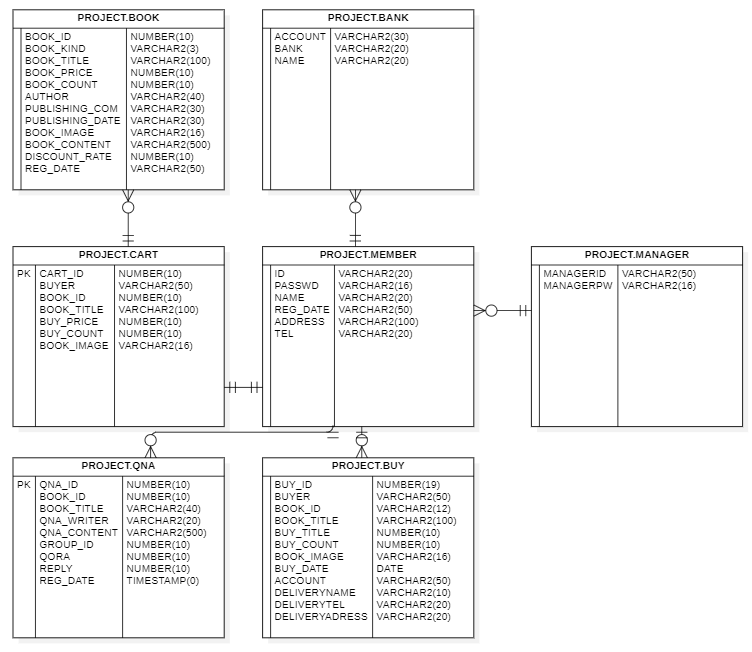 PROJECT.BOOK
BOOK_ID NUMBER(10)
BOOK_KIND VARCHAR2(3)
BOOK_TITLE VARCHAR2(100)
BOOK_PRICE NUMBER(10)
BOOK_COUNT NUMBER(10)
AUTHOR VARCHAR2(40)
PUBLISHING_COM VARCHAR2(30)
PUBLISHING_DATE VARCHAR2(30)
BOOK_IMAGE VARCHAR2(16)
BOOK_CONTENT VARCHAR2(500)
DISCOUNT_RATE NUMBER(10)
REG_DATE VARCHAR2(50)
PROJECT.BANK
ACCOUNT VARCHAR2(30)
BANK VARCHAR2(20)
NAME VARCHAR2(20)
PROJECT.CART
PK CART_ID NUMBER(10)
BUYER VARCHAR2(50)
BOOK_ID NUMBER(10)
BOOK_TITLE VARCHAR2(100)
BUY_PRICE NUMBER(10)
BUY_COUNT NUMBER(10)
BOOK_IMAGE VARCHAR2(16)
PROJECT.MEMBER
ID VARCHAR2(20)
PASSWD VARCHAR2(16)
NAME VARCHAR2(20)
REG_DATE VARCHAR2(50)
ADDRESS VARCHAR2(100)
TEL VARCHAR2(20)
PROJECT.MANAGER
MANAGERID VARCHAR2(50)
MANAGERPW VARCHAR2(16)
PROJECT.QNA
PK QNA_ID NUMBER(10)
BOOK_ID NUMBER(10)
BOOK_TITLE VARCHAR2(40)
QNA_WRITER VARCHAR2(20)
QNA_CONTENT VARCHAR2(500)
GROUP_ID NUMBER(10)
QORA NUMBER(10)
REPLY NUMBER(10)
REG_DATE TIMESTAMP(0)
PROJECT.BUY
BUY_ID NUMBER(19)
BUYER VARCHAR2(50)
BOOK_ID VARCHAR2(12)
BOOK_TITLE VARCHAR2(100)
BUY_TITLE NUMBER(10)
BUY_COUNT NUMBER(10)
BOOK_IMAGE VARCHAR2(16)
BUY_DATE DATE
ACCOUNT VARCHAR2(50)
DELIVERYNAME VARCHAR2(10)
DELIVERYTEL VARCHAR2(20)
DELIVERYADRESS VARCHAR2(20)